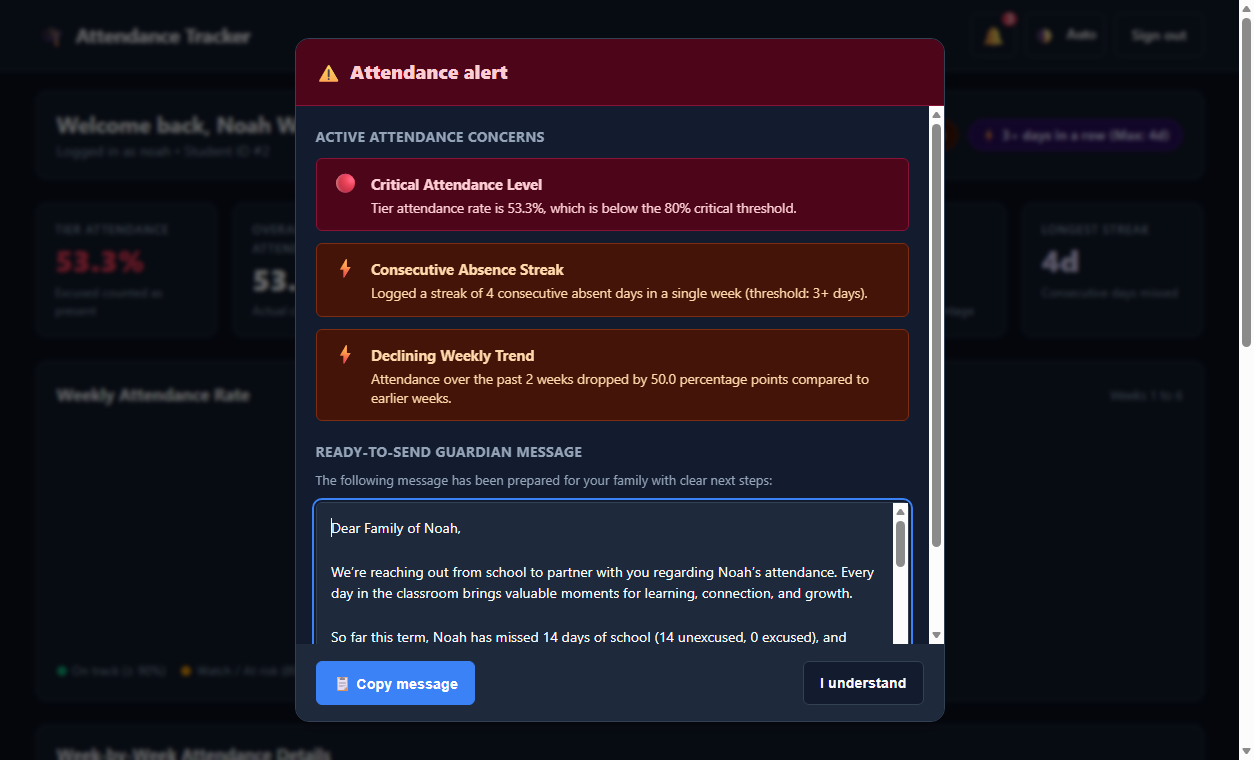 Attendance Tracker
Auto
Sign out
Attendance alert
Welcome back, Noah W
Logged in as noah • Student ID #2
3+ days in a row (Max: 4d)
ACTIVE ATTENDANCE CONCERNS
Critical Attendance Level
Tier attendance rate is 53.3%, which is below the 80% critical threshold.
Consecutive Absence Streak
Logged a streak of 4 consecutive absent days in a single week (threshold: 3+ days).
Declining Weekly Trend
Attendance over the past 2 weeks dropped by 50.0 percentage points compared to
earlier weeks.
TIER ATTENDANCE
53.3%
Excused counted as
present
53.
LONGEST STREAK
4d
Consecutive days missed
Weekly Attendance Rate
Weeks 1 to 6
READY-TO-SEND GUARDIAN MESSAGE
The following message has been prepared for your family with clear next steps:
Dear Family of Noah,
We’re reaching out from school to partner with you regarding Noah’s attendance. Every
day in the classroom brings valuable moments for learning, connection, and growth.
So far this term, Noah has missed 14 days of school (14 unexcused, 0 excused), and
Copy message
I understand
Week-by-Week Attendance Details